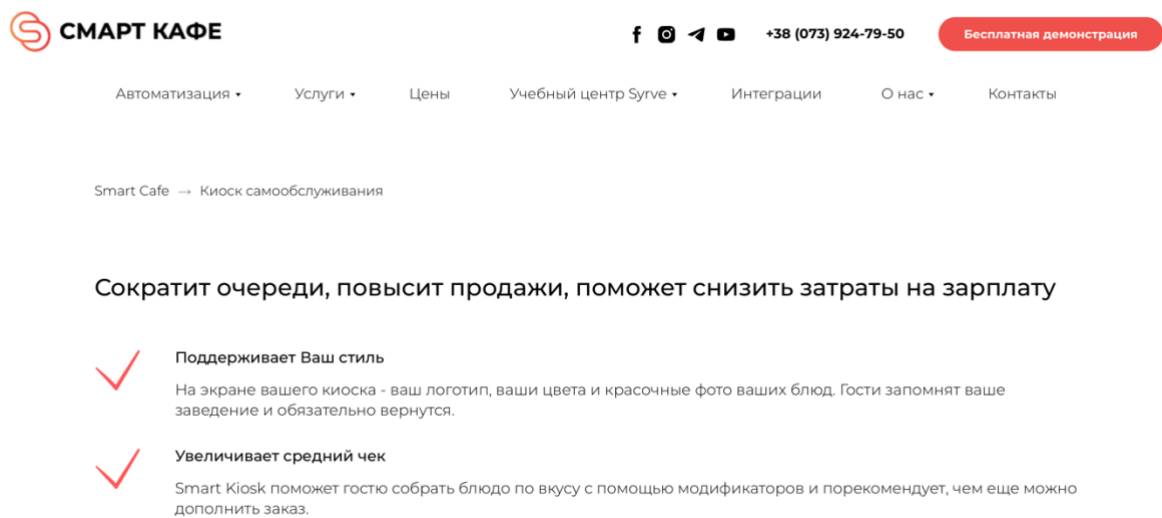 СМАРТ КАФЕ
+38 (073) 924-79-50
Бесплатная демонстрация
Автоматизация
Услуги
Цены
Учебный центр Syrve
Интеграции
О нас
Контакты
Smart Cafe → Киоск самообслуживания
Сократит очереди, повысит продажи, поможет снизить затраты на зарплату
Поддерживает Ваш стиль
На экране вашего киоска - ваш логотип, ваши цвета и красочные фото ваших блюд. Гости запомнят ваше
заведение и обязательно вернутся.
Увеличивает средний чек
Smart Kiosk поможет гостю собрать блюдо по вкусу с помощью модификаторов и порекомендует, чем еще можно
дополнить заказ.